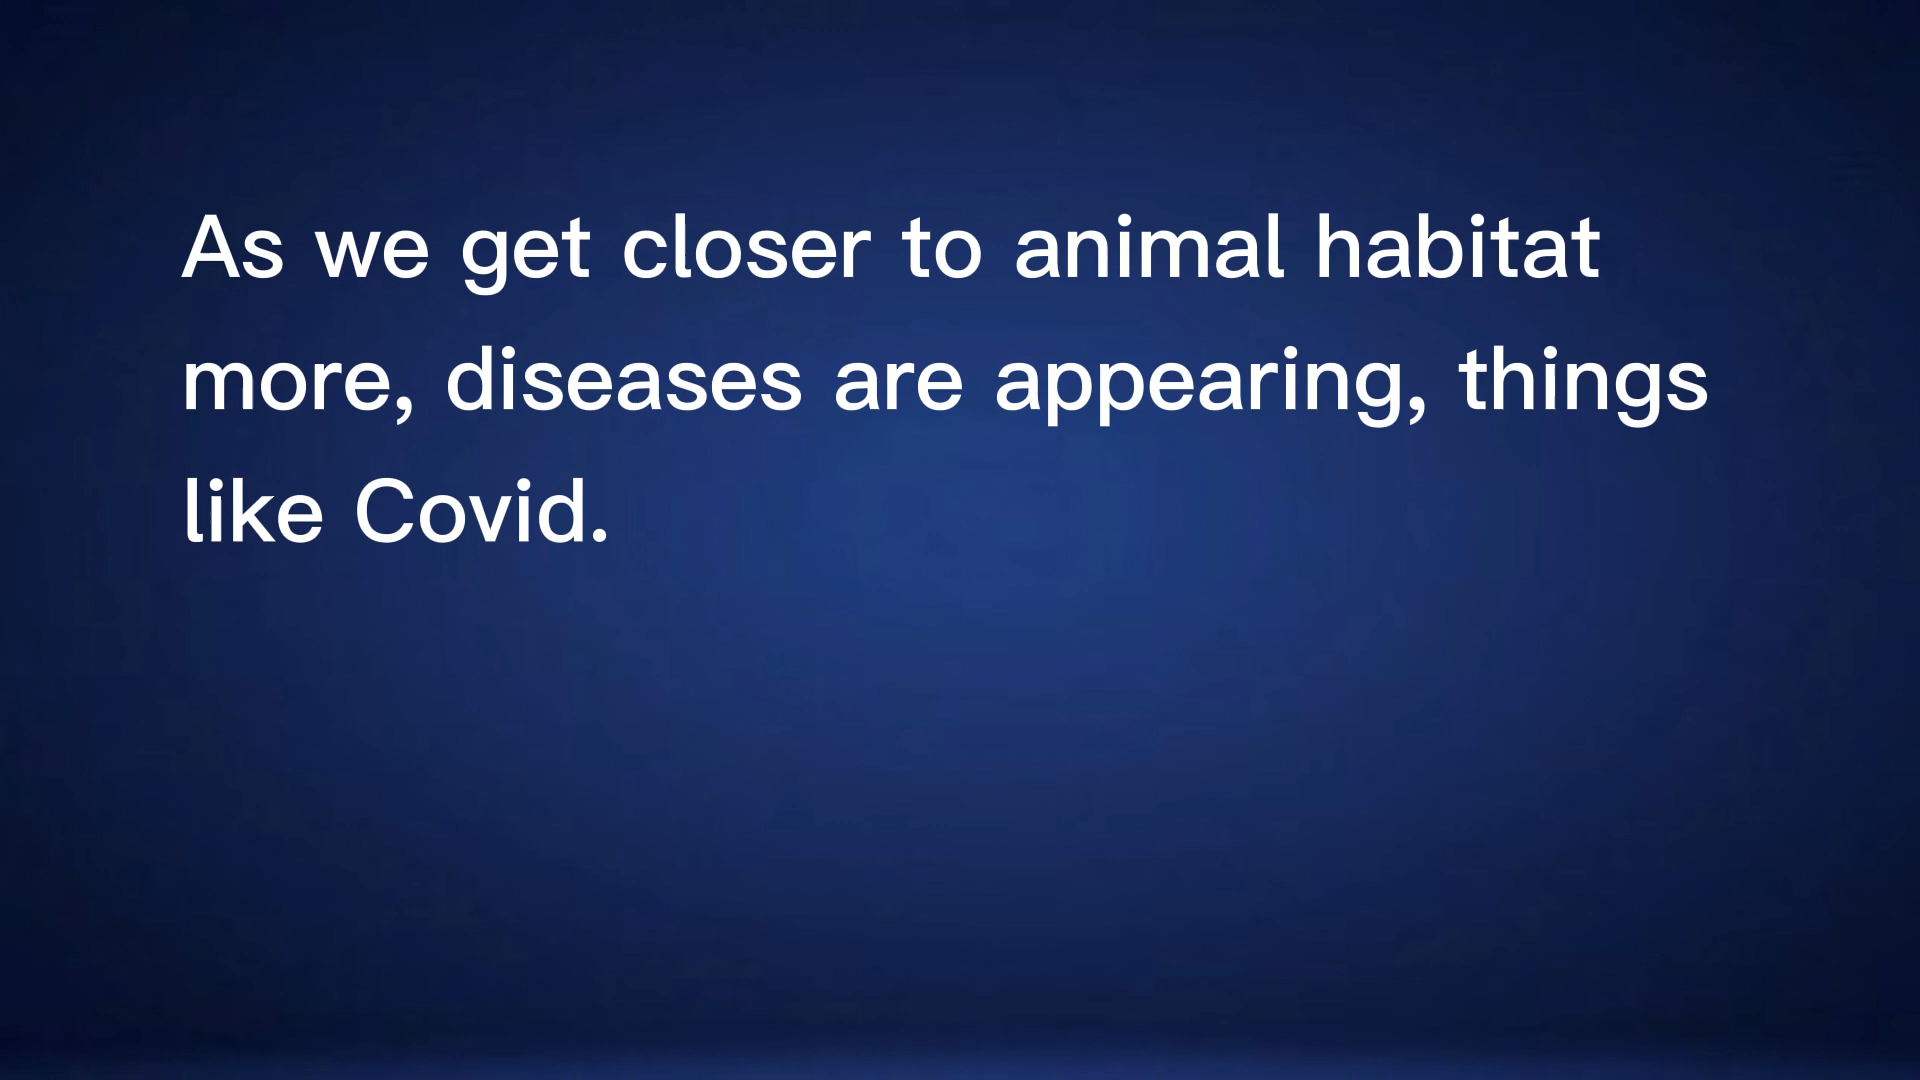 As we get closer to animal habitat
more, diseases are appearing, things
like Covid.